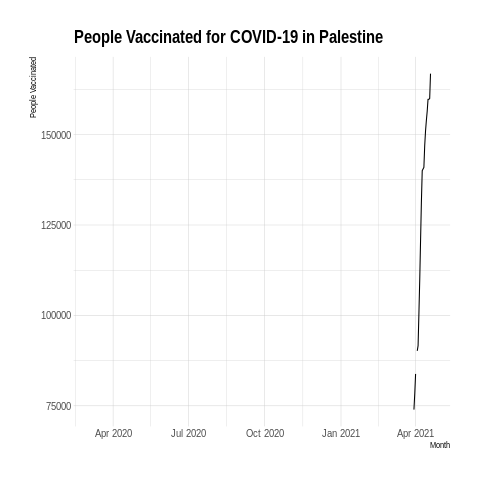 People Vaccinated for COVID-19 in Palestine
People Vaccinated
150000
125000
100000
75000
Apr 2020 Jul 2020 Oct 2020 Jan 2021 Apr 2021
Month